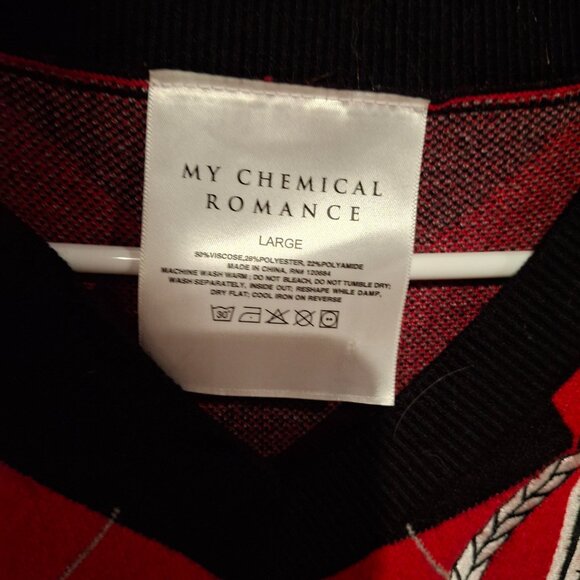 MY CHEMICAL
ROMANCE
LARGE
50%VISCOSE,28%POLYESTER, 22%POLYAMIDE
MADE IN CHINA, RN# 120684
MACHINE WASH WARM; DO NOT BLEACH, DO NOT TUMBLE DRY;
WASH SEPARATELY, INSIDE OUT; RESHAPE WHILE DAMP,
DRY FLAT; COOL IRON ON REVERSE
30°